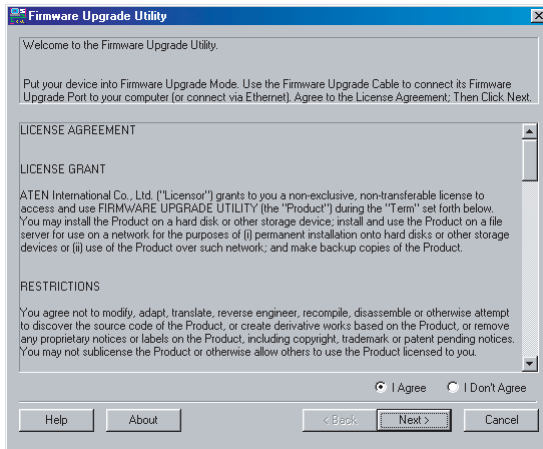 Firmware Upgrade Utility
Welcome to the Firmware Upgrade Utility.
Put your device into Firmware Upgrade Mode. Use the Firmware Upgrade Cable to connect its Firmware
Upgrade Port to your computer (or connect via Ethernet). Agree to the License Agreement; Then Click Next.
LICENSE AGREEMENT
LICENSE GRANT
ATEN International Co., Ltd. ("Licensor") grants to you a non-exclusive, non-transferable license to
access and use FIRMWARE UPGRADE UTILITY (the "Product") during the "Term" set forth below.
You may install the Product on a hard disk or other storage device; install and use the Product on a file
server for use on a network for the purposes of (i) permanent installation onto hard disks or other storage
devices or (ii) use of the Product over such network; and make backup copies of the Product.
RESTRICTIONS
You agree not to modify, adapt, translate, reverse engineer, recompile, disassemble or otherwise attempt
to discover the source code of the Product, or create derivative works based on the Product, or remove
any proprietary notices or labels on the Product, including copyright, trademark or patent pending notices.
You may not sublicense the Product or otherwise allow others to use the Product licensed to you.
I Agree I Don't Agree
Help About < Back Next > Cancel